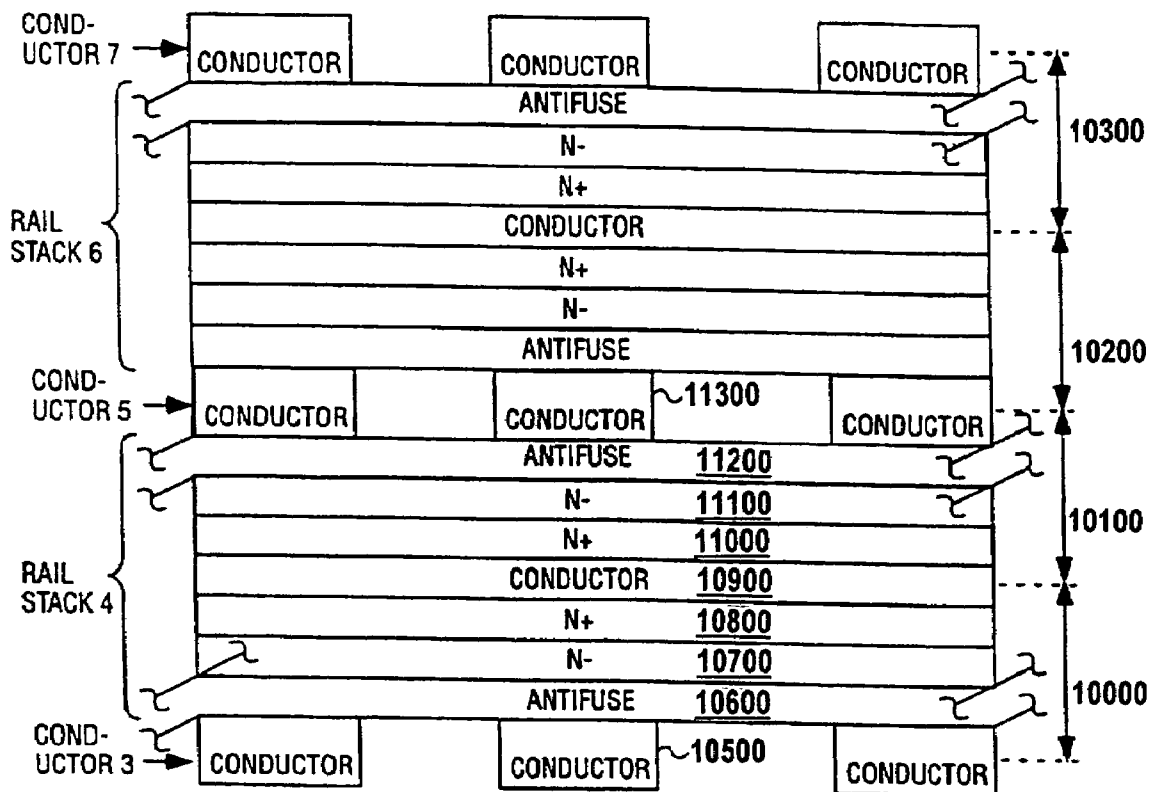 COND-
UCTOR 7
CONDUCTOR CONDUCTOR CONDUCTOR
ANTIFUSE
10300
N-
N+
RAIL
STACK 6
CONDUCTOR
N+
N-
10200
ANTIFUSE
COND-
UCTOR 5
CONDUCTOR CONDUCTOR 11300 CONDUCTOR
ANTIFUSE 11200
N- 11100
10100
N+ 11000
RAIL
STACK 4
CONDUCTOR 10900
N+ 10800
N- 10700
10000
ANTIFUSE 10600
COND-
UCTOR 3
CONDUCTOR CONDUCTOR 10500 CONDUCTOR